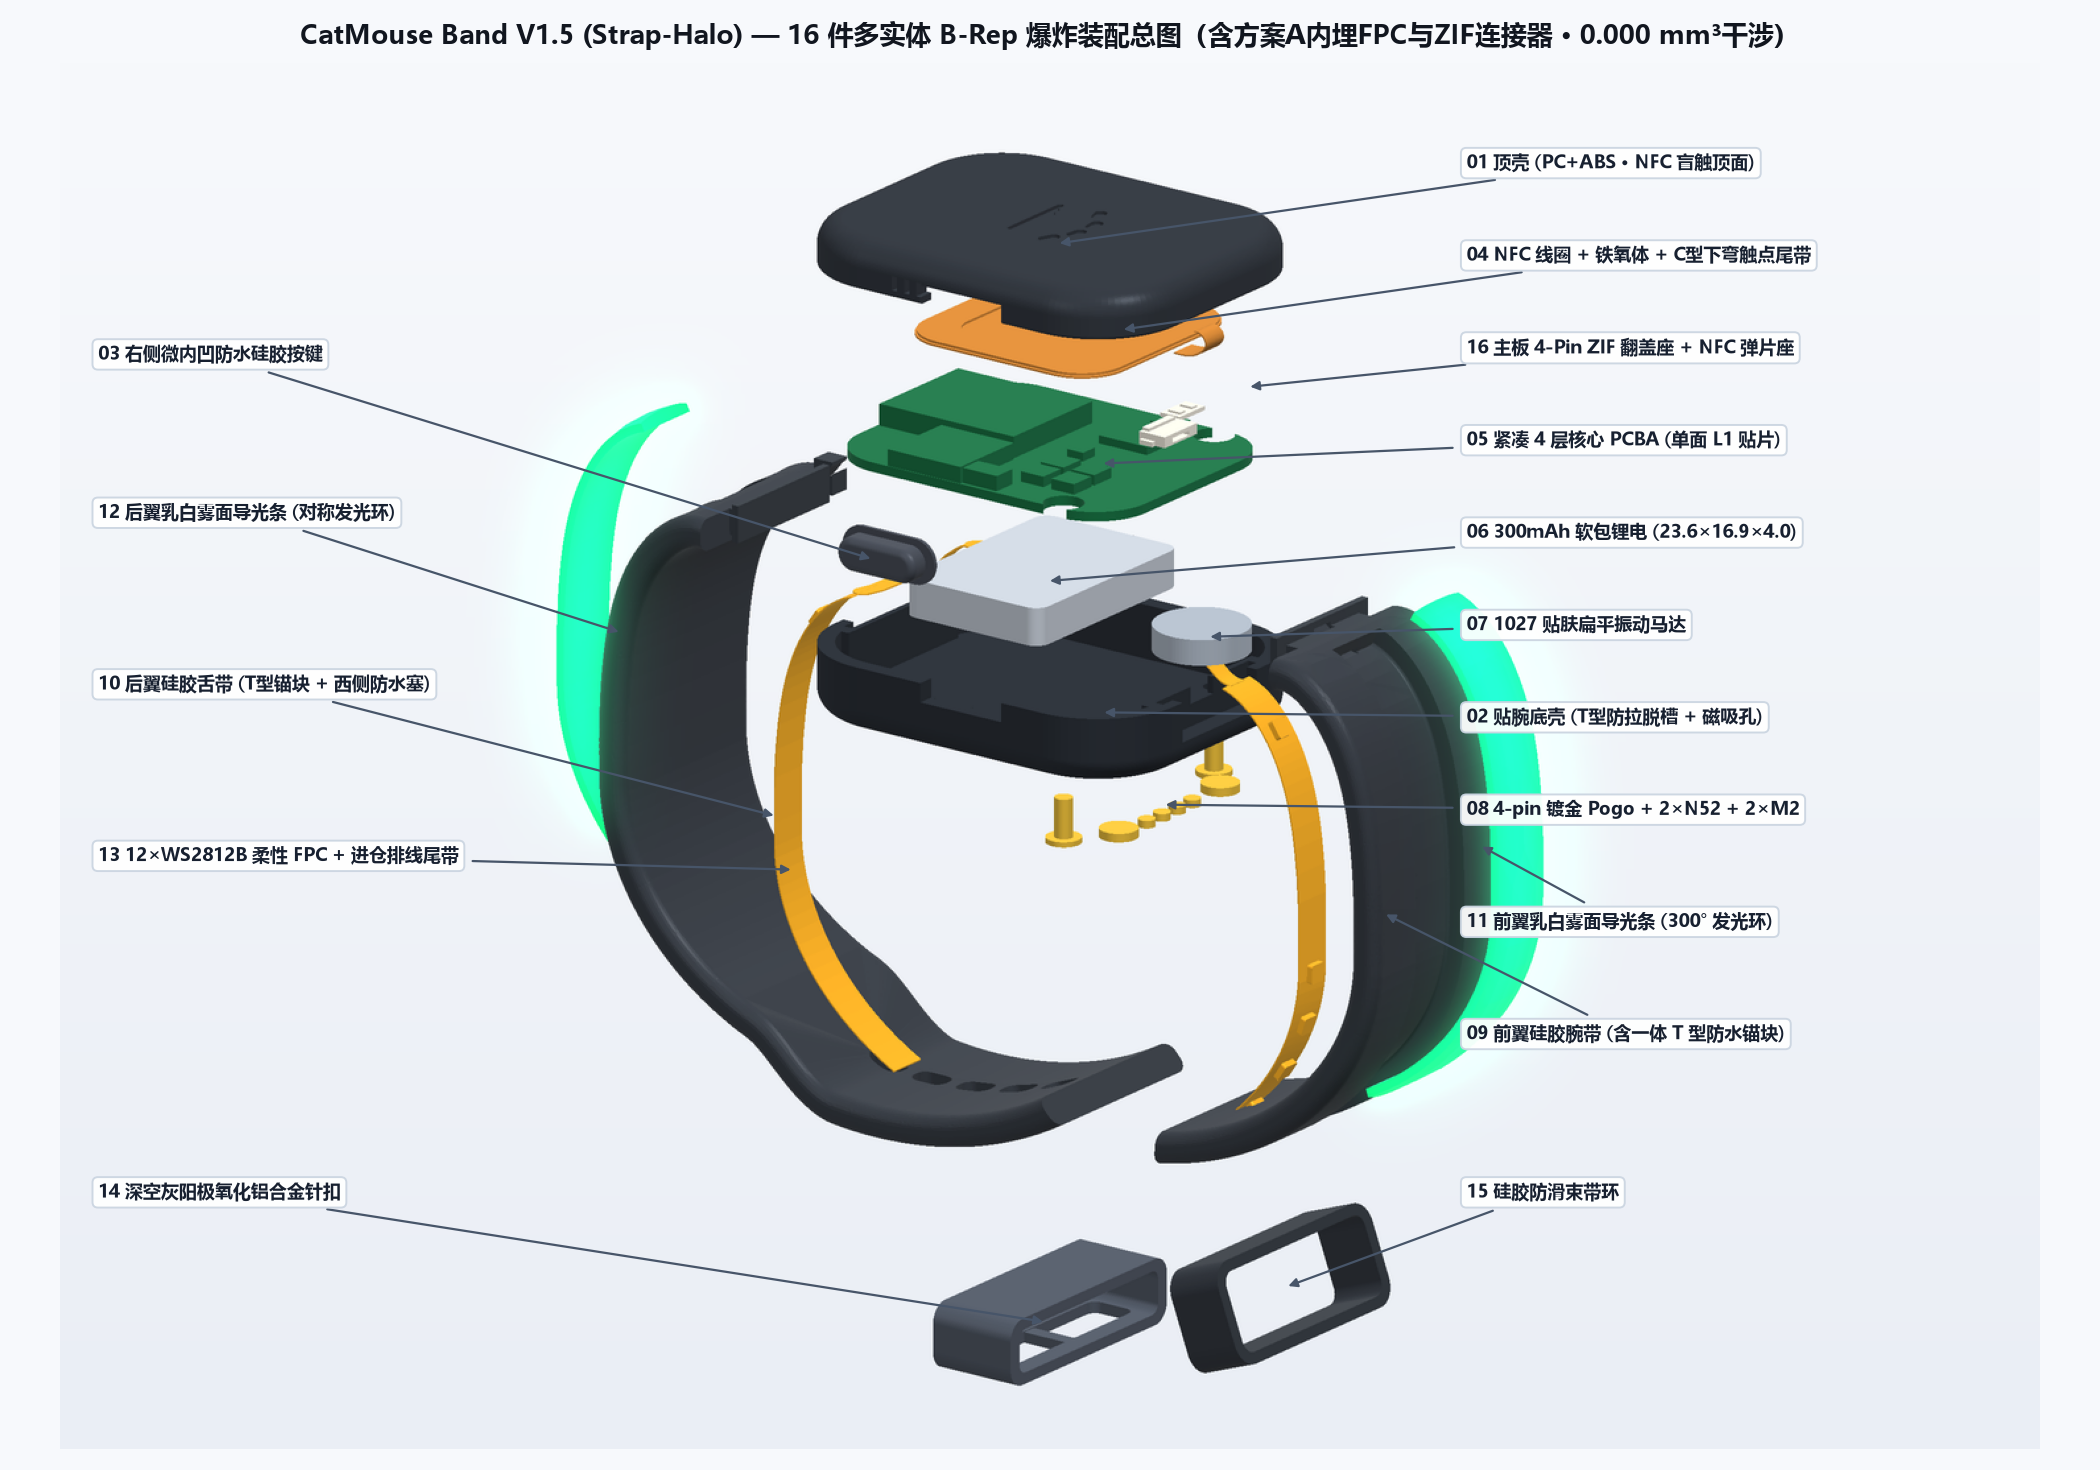 CatMouse Band V1.5 (Strap-Halo) — 16 件多实体 B-Rep 爆炸装配总图（含方案A内埋FPC与ZIF连接器 • 0.000 mm³干涉）
01 顶壳 (PC+ABS • NFC 盲触顶面)
04 NFC 线圈 + 铁氧体 + C型下弯触点尾带
03 右侧微内凹防水硅胶按键
16 主板 4-Pin ZIF 翻盖座 + NFC 弹片座
05 紧凑 4 层核心 PCBA (单面 L1 贴片)
12 后翼乳白雾面导光条 (对称发光环)
06 300mAh 软包锂电 (23.6×16.9×4.0)
07 1027 贴肤扁平振动马达
10 后翼硅胶舌带 (T型锚块 + 西侧防水塞)
02 贴腕底壳 (T型防拉脱槽 + 磁吸孔)
08 4-pin 镀金 Pogo + 2×N52 + 2×M2
13 12×WS2812B 柔性 FPC + 进仓排线尾带
11 前翼乳白雾面导光条 (300° 发光环)
09 前翼硅胶腕带 (含一体 T 型防水锚块)
14 深空灰阳极氧化铝合金针扣
15 硅胶防滑束带环